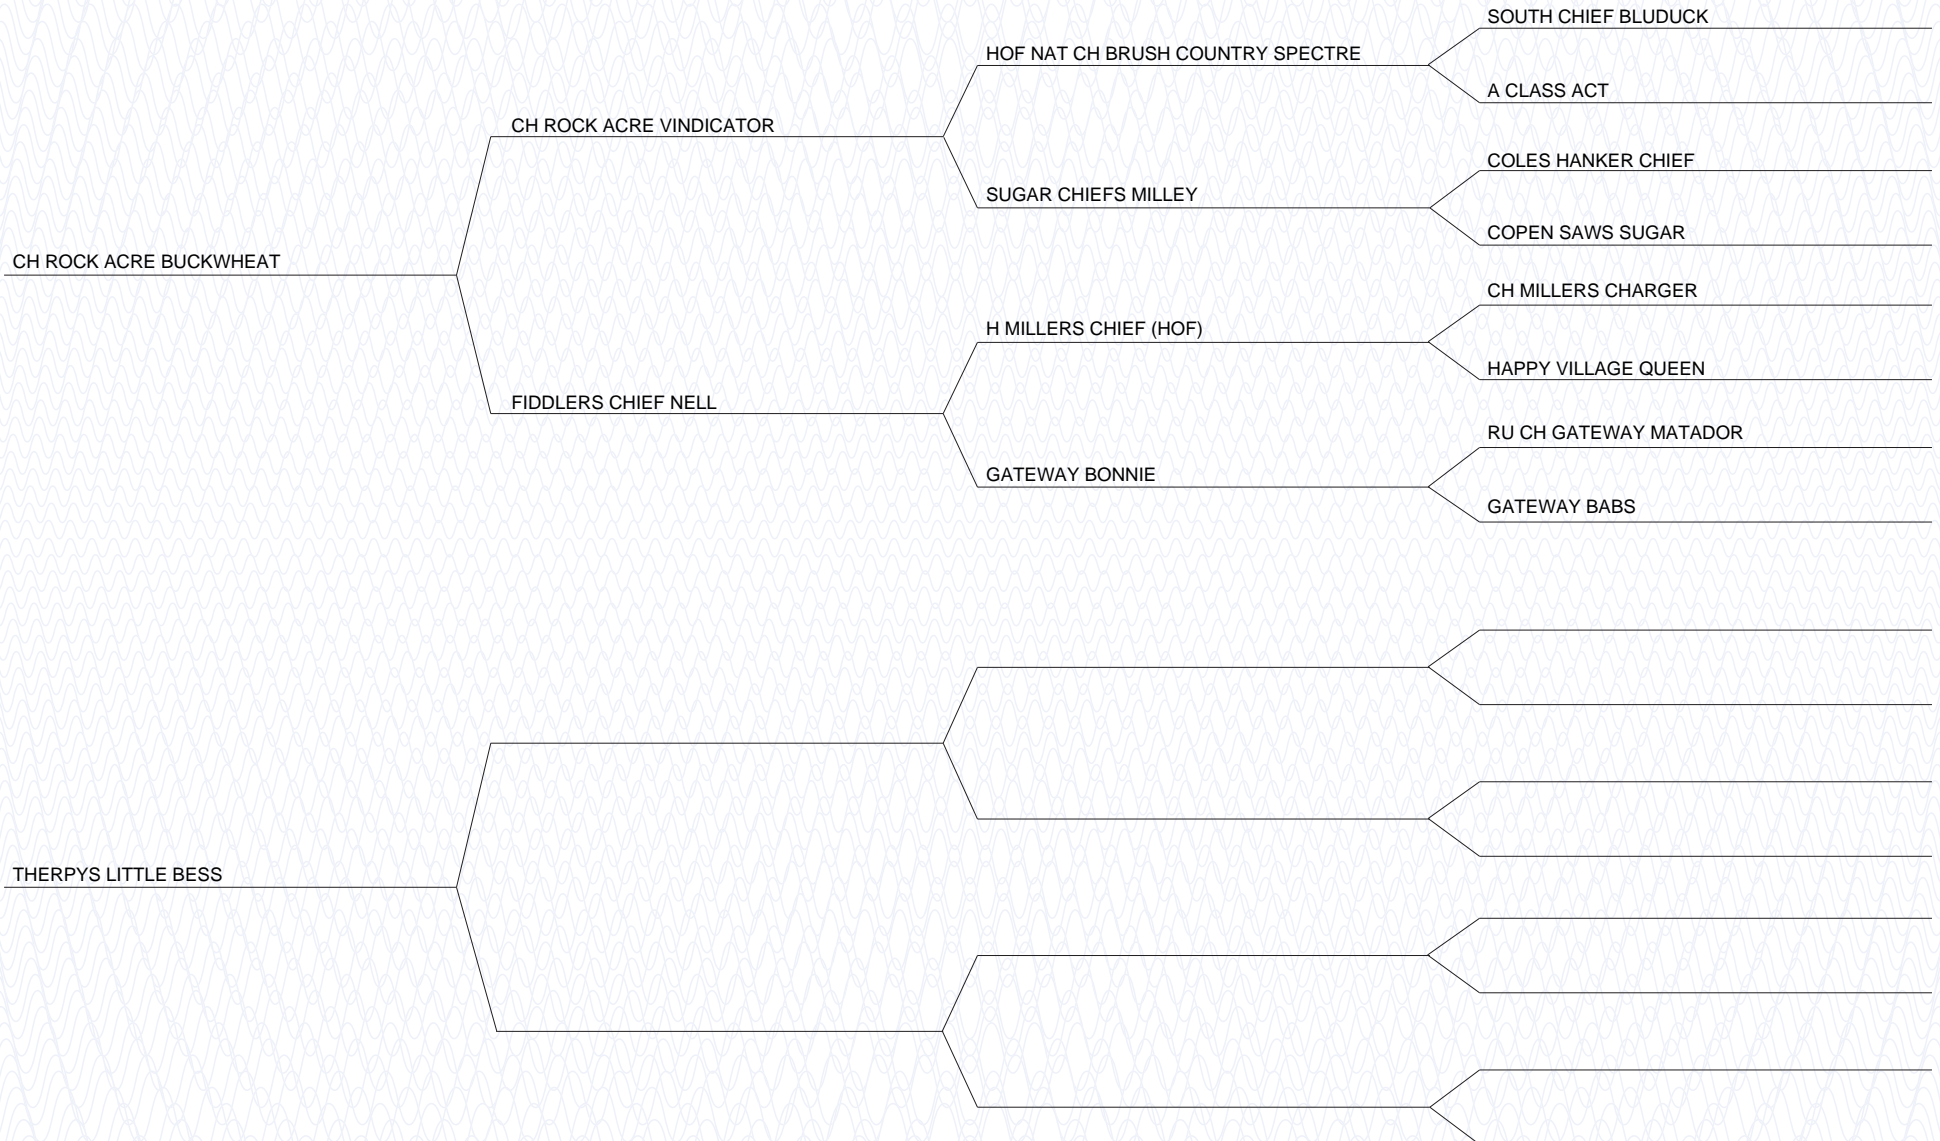 SOUTH CHIEF BLUDUCK
HOF NAT CH BRUSH COUNTRY SPECTRE
A CLASS ACT
CH ROCK ACRE VINDICATOR
COLES HANKER CHIEF
SUGAR CHIEFS MILLEY
COPEN SAWS SUGAR
CH ROCK ACRE BUCKWHEAT
CH MILLERS CHARGER
H MILLERS CHIEF (HOF)
HAPPY VILLAGE QUEEN
FIDDLERS CHIEF NELL
RU CH GATEWAY MATADOR
GATEWAY BONNIE
GATEWAY BABS
THERPYS LITTLE BESS